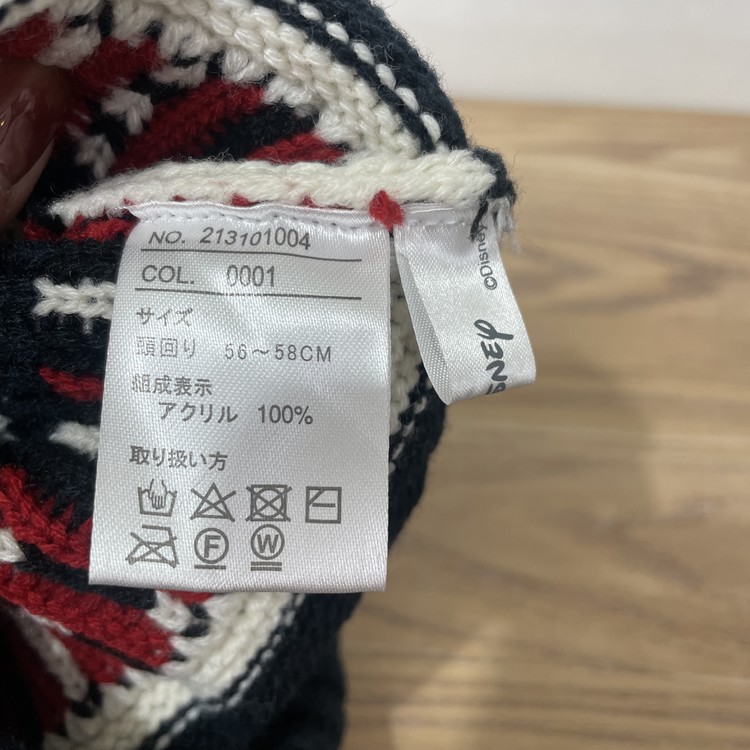 NO. 213101004
COL. 0001
サイズ
頭回り 56～58CM
組成表示
アクリル 100%
取り扱い方
F W
©Disney